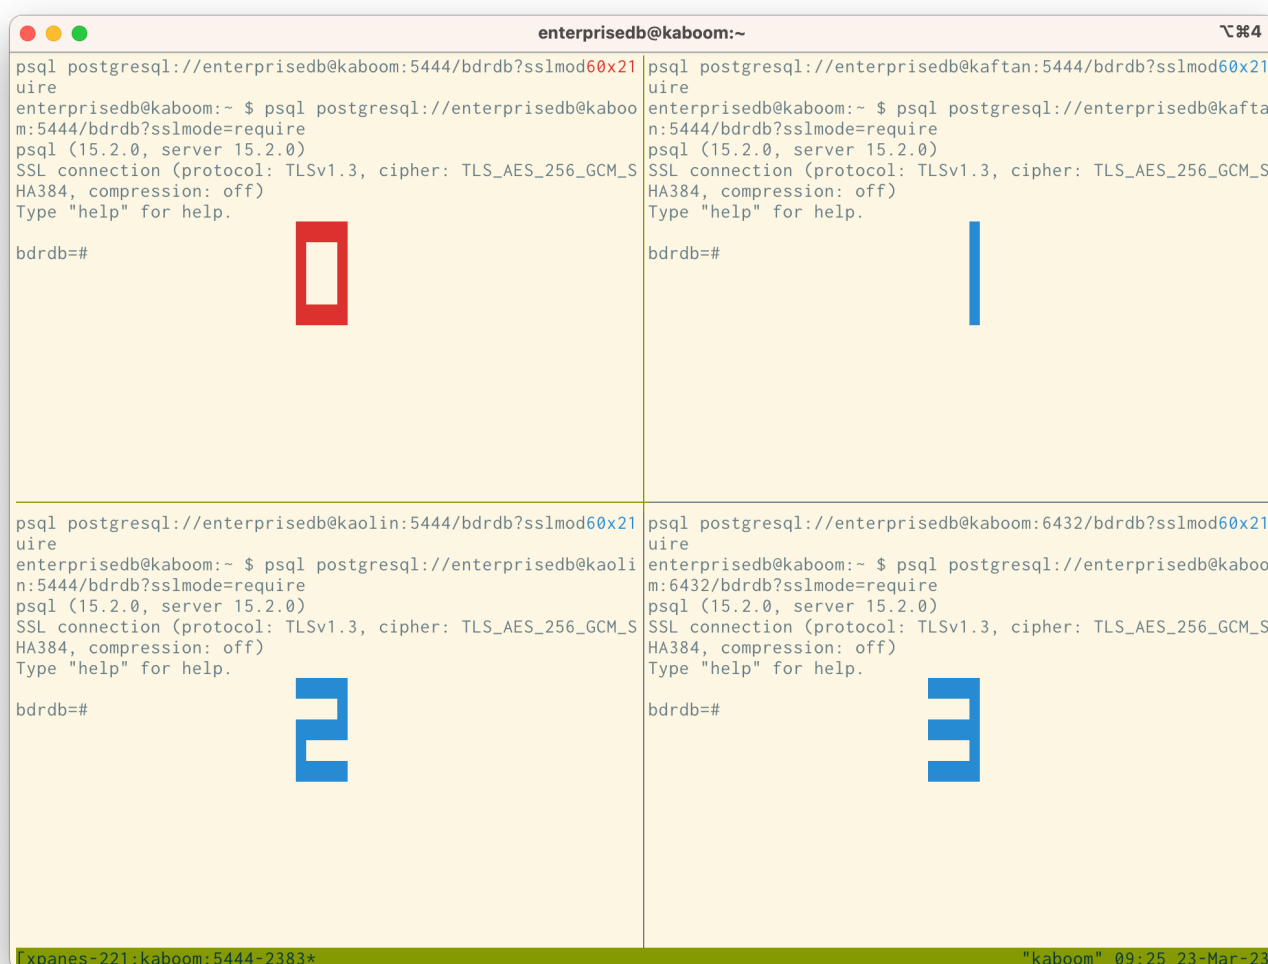 enterprisedb@kaboom:~
⌥⌘4
psql postgresql://enterprisedb@kaboom:5444/bdrdb?sslmod60x21
uire
enterprisedb@kaboom:~ $ psql postgresql://enterprisedb@kaboo
m:5444/bdrdb?sslmode=require
psql (15.2.0, server 15.2.0)
SSL connection (protocol: TLSv1.3, cipher: TLS_AES_256_GCM_S
HA384, compression: off)
Type "help" for help.
bdrdb=#
0
psql postgresql://enterprisedb@kaftan:5444/bdrdb?sslmod60x21
uire
enterprisedb@kaboom:~ $ psql postgresql://enterprisedb@kafta
n:5444/bdrdb?sslmode=require
psql (15.2.0, server 15.2.0)
SSL connection (protocol: TLSv1.3, cipher: TLS_AES_256_GCM_S
HA384, compression: off)
Type "help" for help.
bdrdb=#
1
psql postgresql://enterprisedb@kaolin:5444/bdrdb?sslmod60x21
uire
enterprisedb@kaboom:~ $ psql postgresql://enterprisedb@kaoli
n:5444/bdrdb?sslmode=require
psql (15.2.0, server 15.2.0)
SSL connection (protocol: TLSv1.3, cipher: TLS_AES_256_GCM_S
HA384, compression: off)
Type "help" for help.
bdrdb=#
2
psql postgresql://enterprisedb@kaboom:6432/bdrdb?sslmod60x21
uire
enterprisedb@kaboom:~ $ psql postgresql://enterprisedb@kaboo
m:6432/bdrdb?sslmode=require
psql (15.2.0, server 15.2.0)
SSL connection (protocol: TLSv1.3, cipher: TLS_AES_256_GCM_S
HA384, compression: off)
Type "help" for help.
bdrdb=#
3
[xpanes-221:kaboom:5444-2383*
"kaboom" 09:25 23-Mar-23